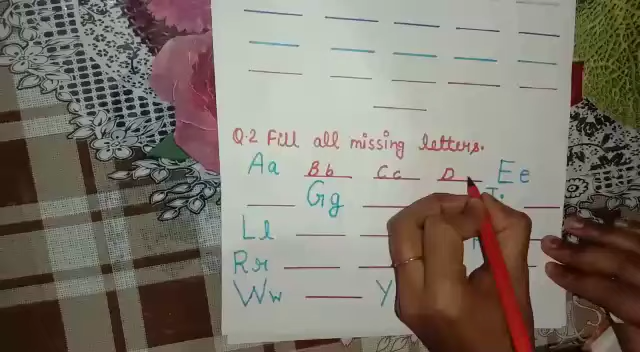 Q.2 Fill all missing letters.
Aa Bb Cc D Ee
Gg
Ll
Rr
Ww Y